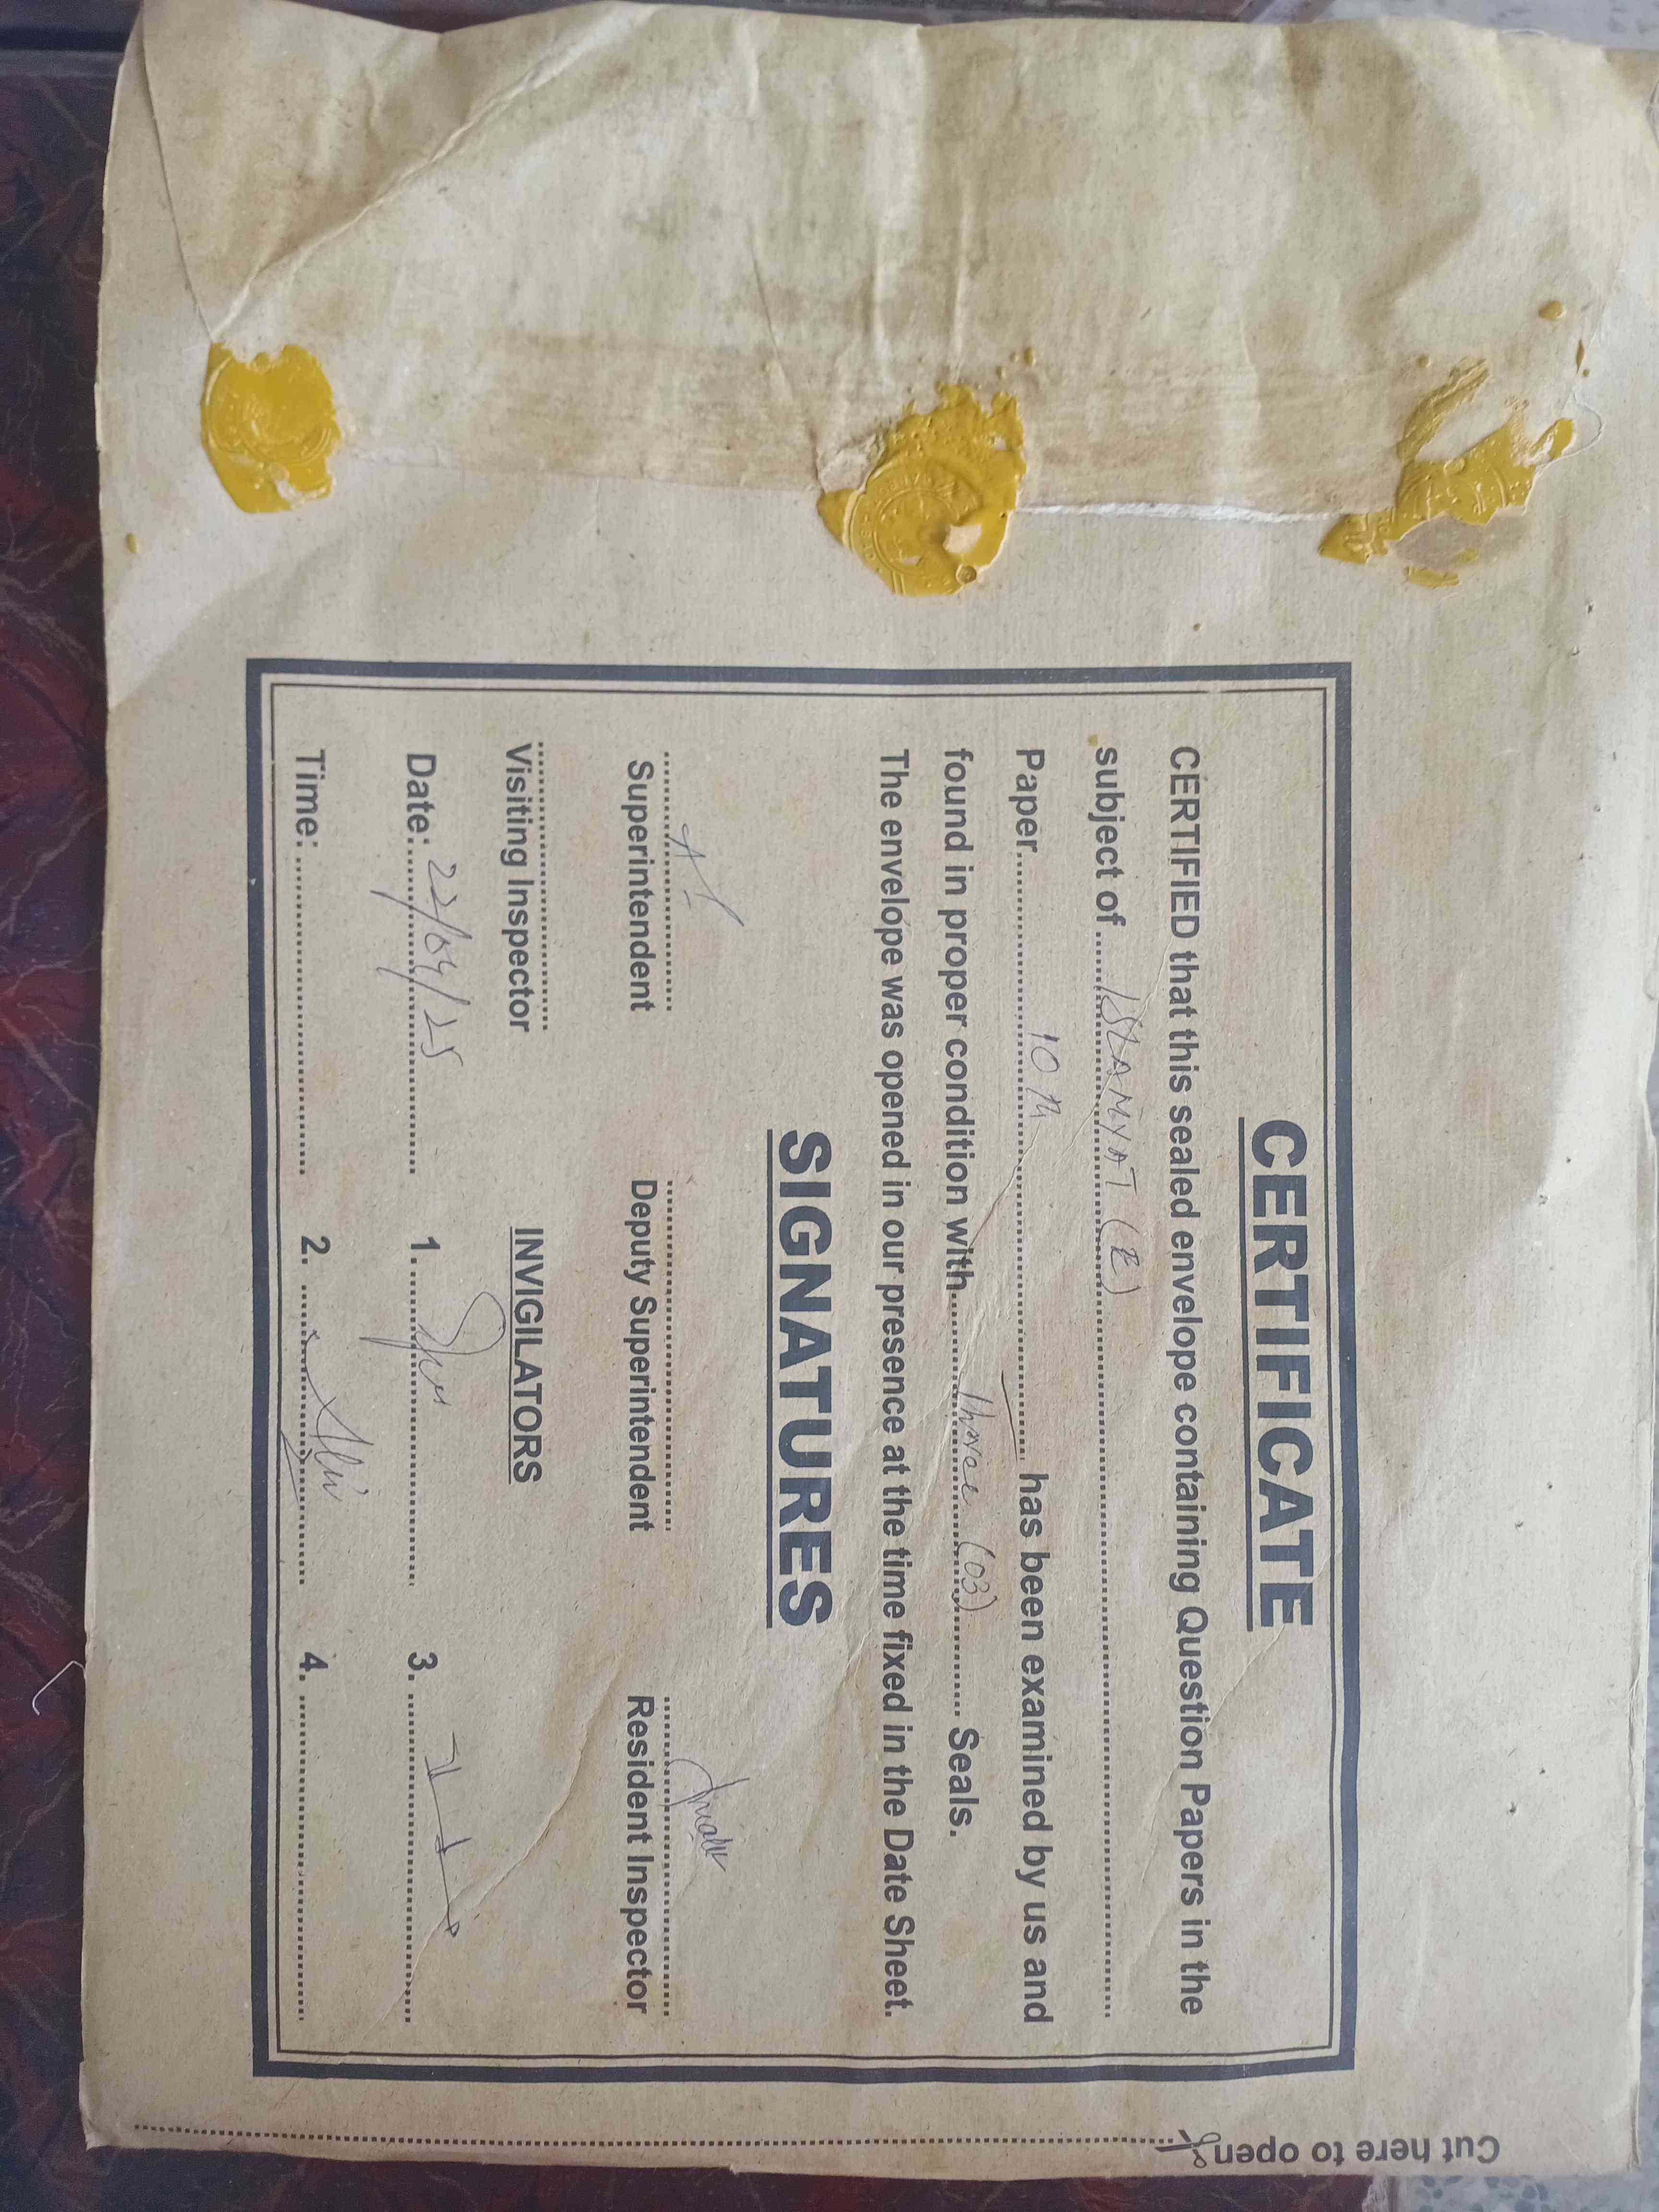 CERTIFICATE
CERTIFIED that this sealed envelope containing Question Papers in the
subject of ..... ISLAMYAT (E) .....
Paper ..... 10 th ..... has been examined by us and
found in proper condition with ..... three (03) ..... Seals.
The envelope was opened in our presence at the time fixed in the Date Sheet.
SIGNATURES
Superintendent
Deputy Superintendent
Resident Inspector
Visiting Inspector
INVIGILATORS
Date: 22/04/25
1.
3.
Time:
2.
4.
Cut here to open